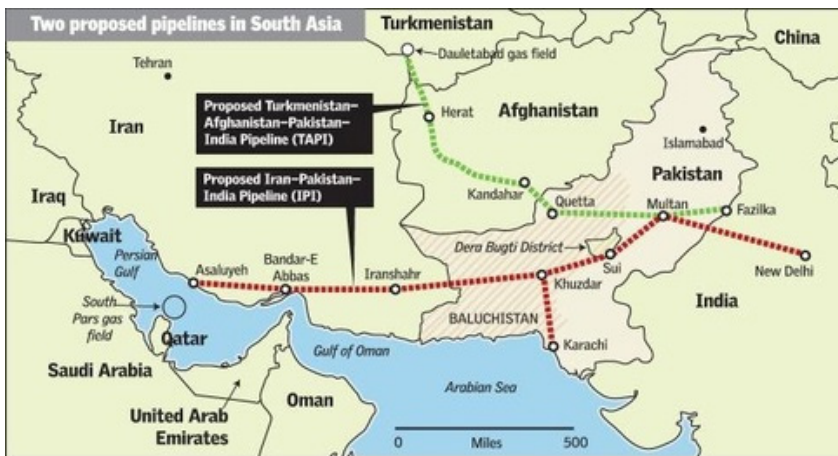 Two proposed pipelines in South Asia
Turkmenistan
China
Dauletabad gas field
Tehran
Proposed Turkmenistan–
Afghanistan–Pakistan–
India Pipeline (TAPI)
Herat
Afghanistan
Iran
Islamabad
Pakistan
Proposed Iran–Pakistan–
India Pipeline (IPI)
Iraq
Kandahar
Quetta
Multan
Fazilka
Kuwait
Persian
Gulf
Asaluyeh
Bandar-E
Abbas
Iranshahr
Dera Bugti District
Sui
New Delhi
Khuzdar
South
Pars gas
field
India
Qatar
BALUCHISTAN
Gulf of Oman
Karachi
Saudi Arabia
Arabian Sea
United Arab
Emirates
Oman
0
Miles
500